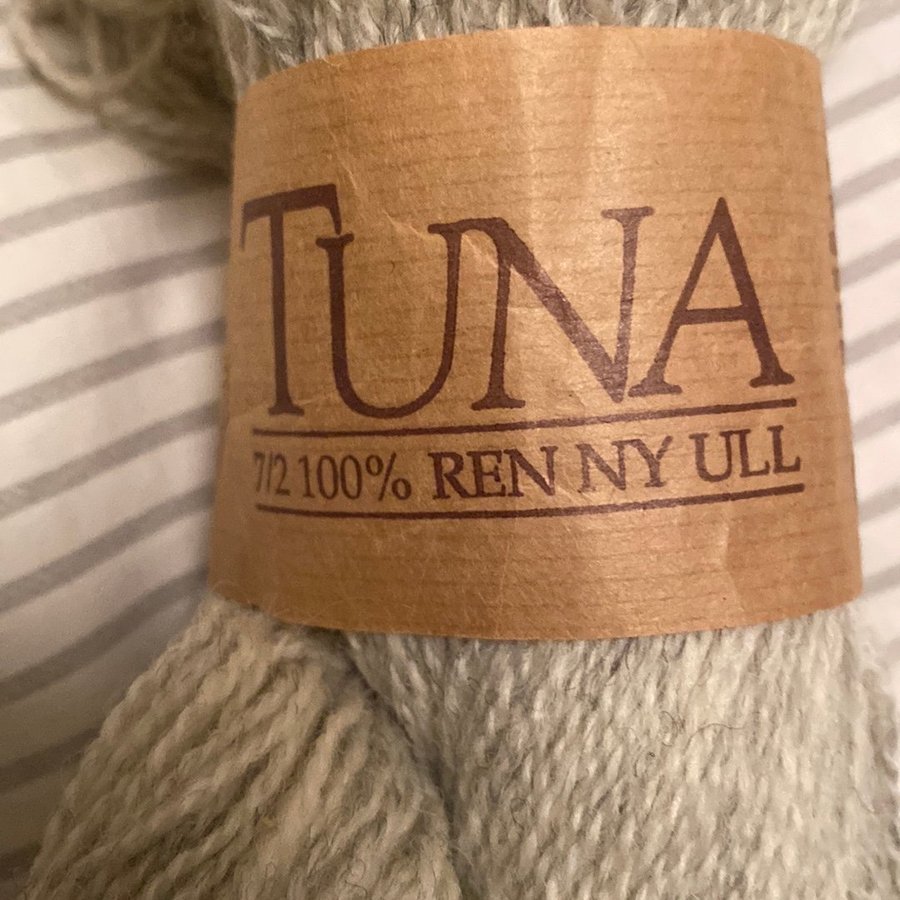 TUNA
7/2 100% REN NY ULL